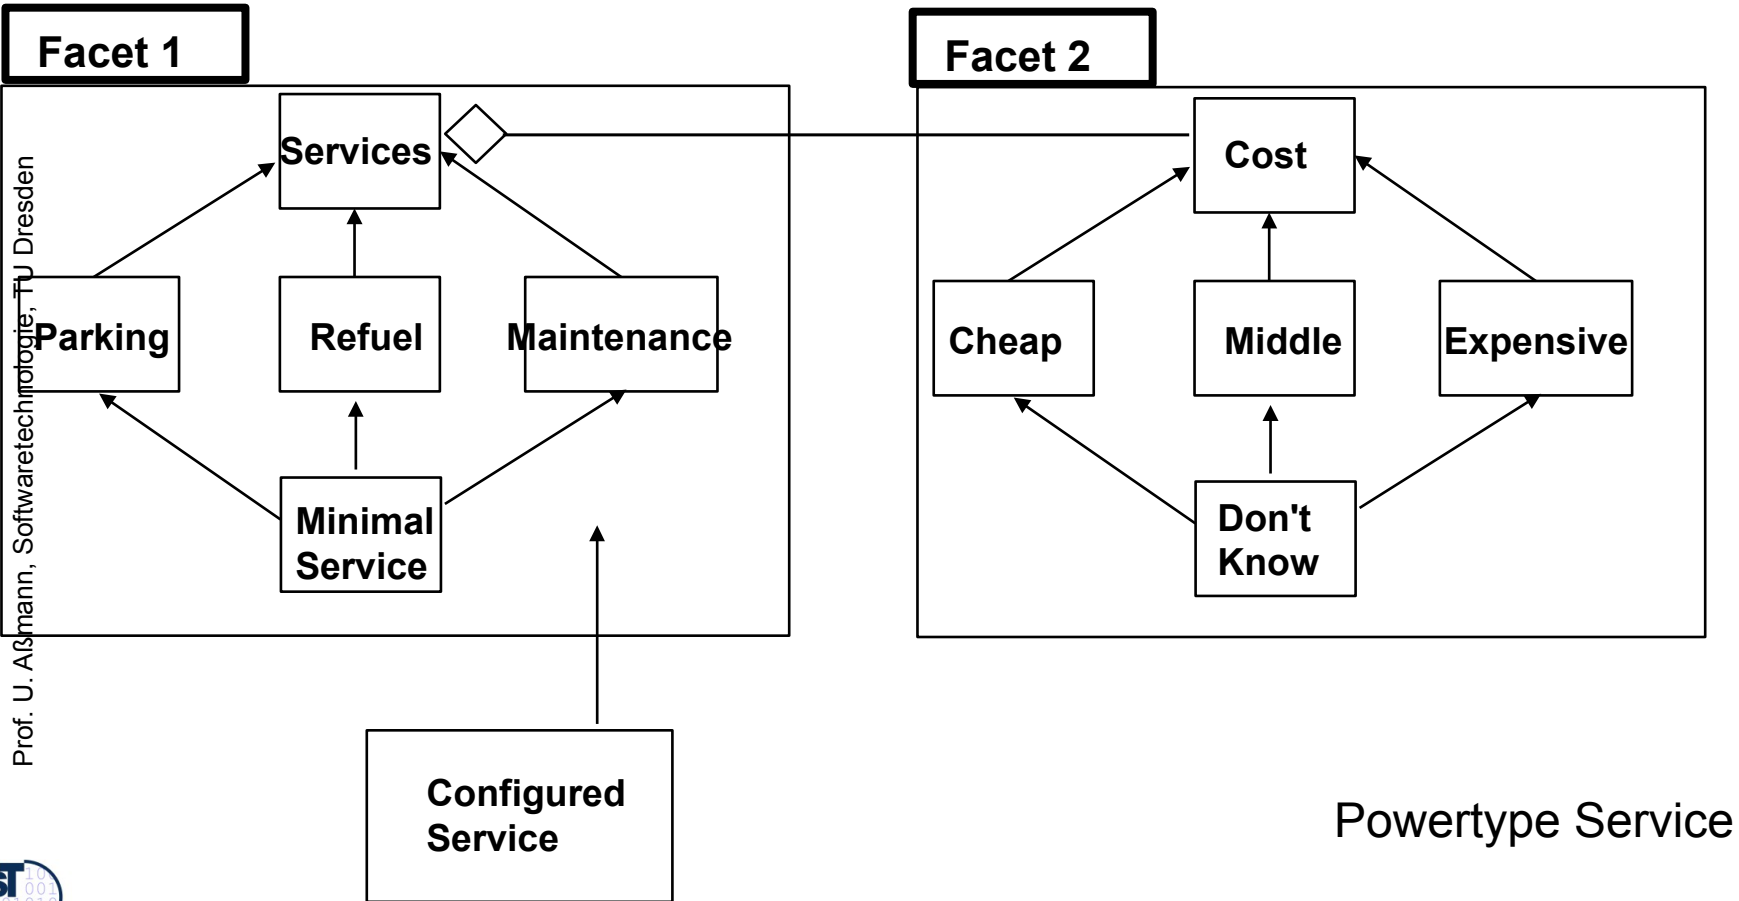 Facet 1
Facet 2
Services
Cost
Parking
Refuel
Maintenance
Cheap
Middle
Expensive
Minimal
Service
Don't
Know
Configured
Service
Powertype Service
Prof. U. Aßmann, Softwaretechnologie, TU Dresden